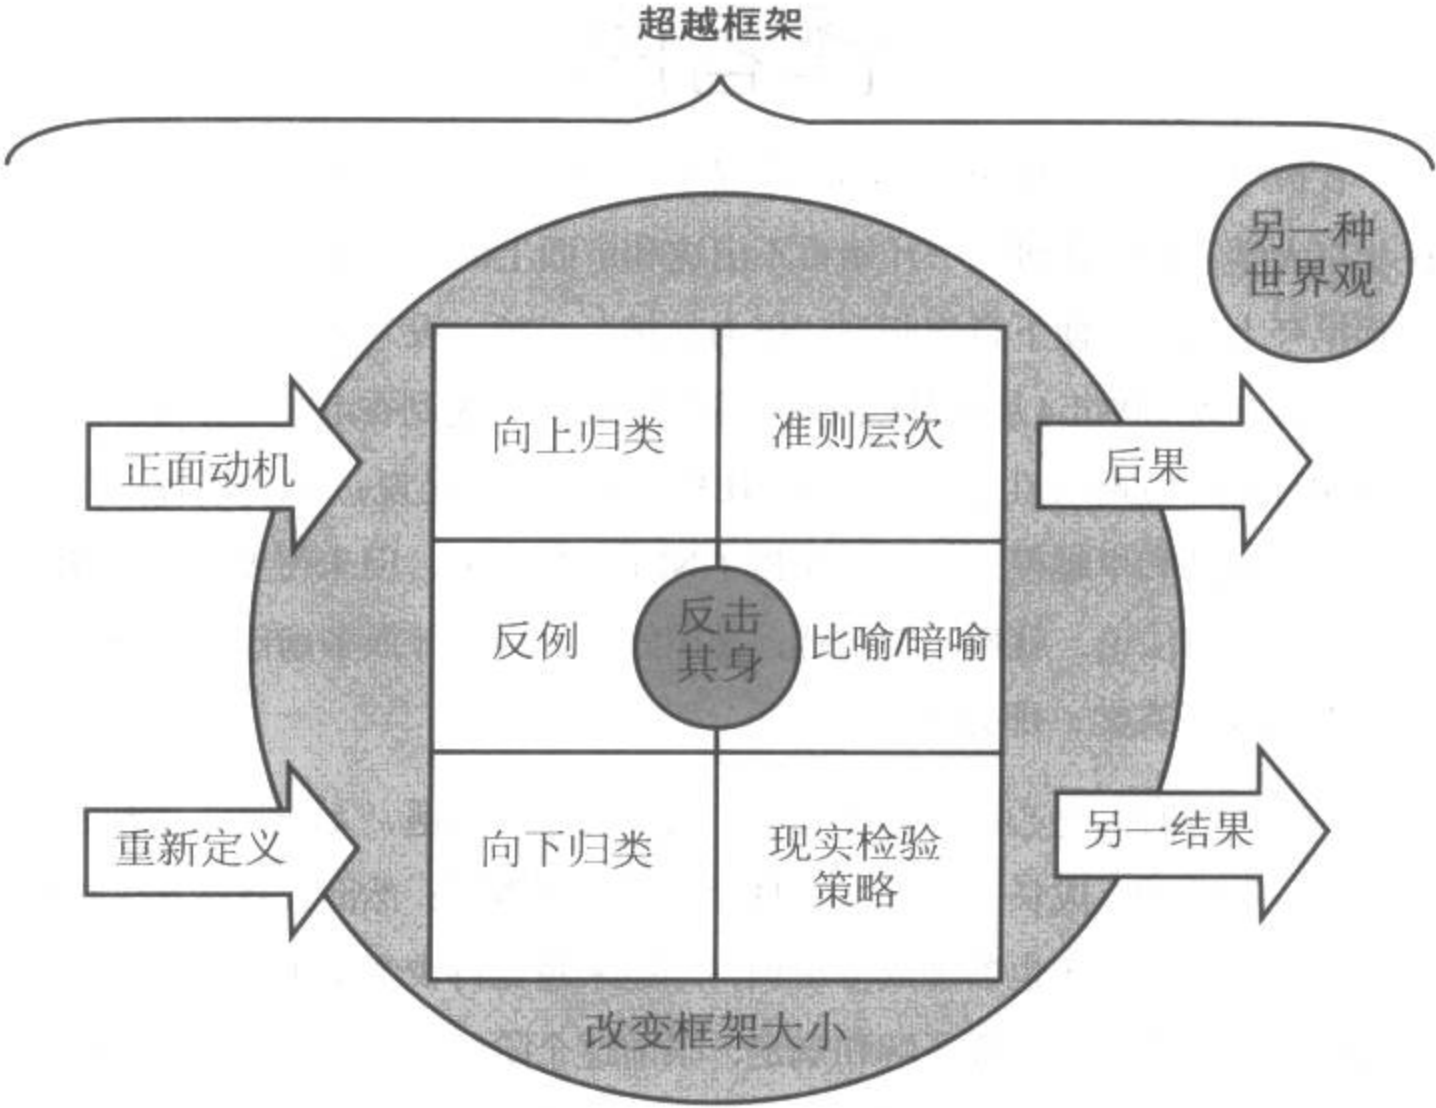 超越框架
另一种
世界观
向上归类
准则层次
正面动机
后果
反例
反击
其身
比喻/暗喻
重新定义
向下归类
现实检验
策略
另一结果
改变框架大小